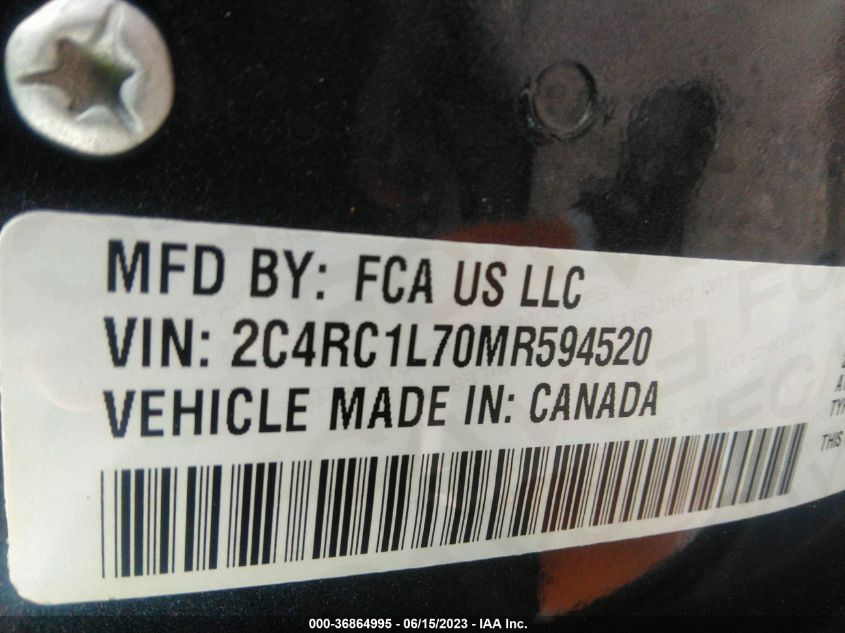 MFD BY: FCA US LLC
VIN: 2C4RC1L70MR594520
VEHICLE MADE IN: CANADA
THIS
000-36864995 - 06/15/2023 - IAA Inc.